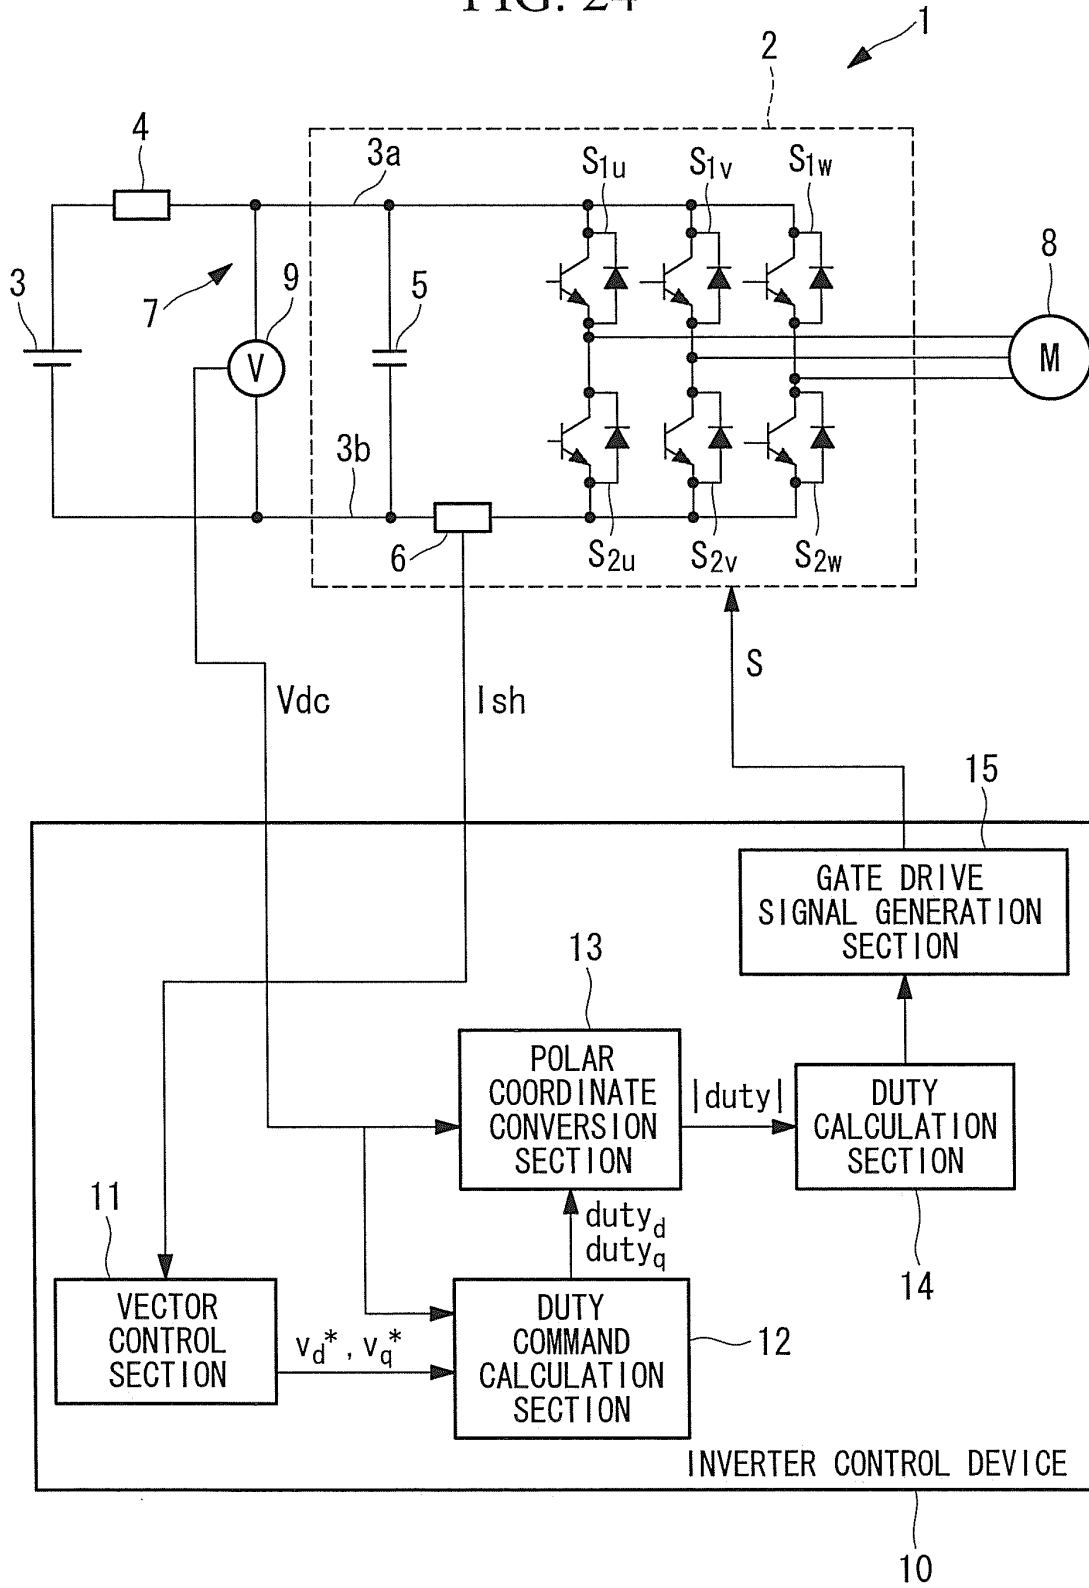 FIG. 24
1
2
4
3a
S1u
S1v
S1w
3
7
9
5
8
V
M
3b
6
S2u
S2v
S2w
Vdc
Ish
S
15
GATE DRIVE
SIGNAL GENERATION
SECTION
13
POLAR
COORDINATE
CONVERSION
SECTION
|duty|
DUTY
CALCULATION
SECTION
14
11
dutyd
dutyq
VECTOR
CONTROL
SECTION
vd*, vq*
DUTY
COMMAND
CALCULATION
SECTION
12
INVERTER CONTROL DEVICE
10